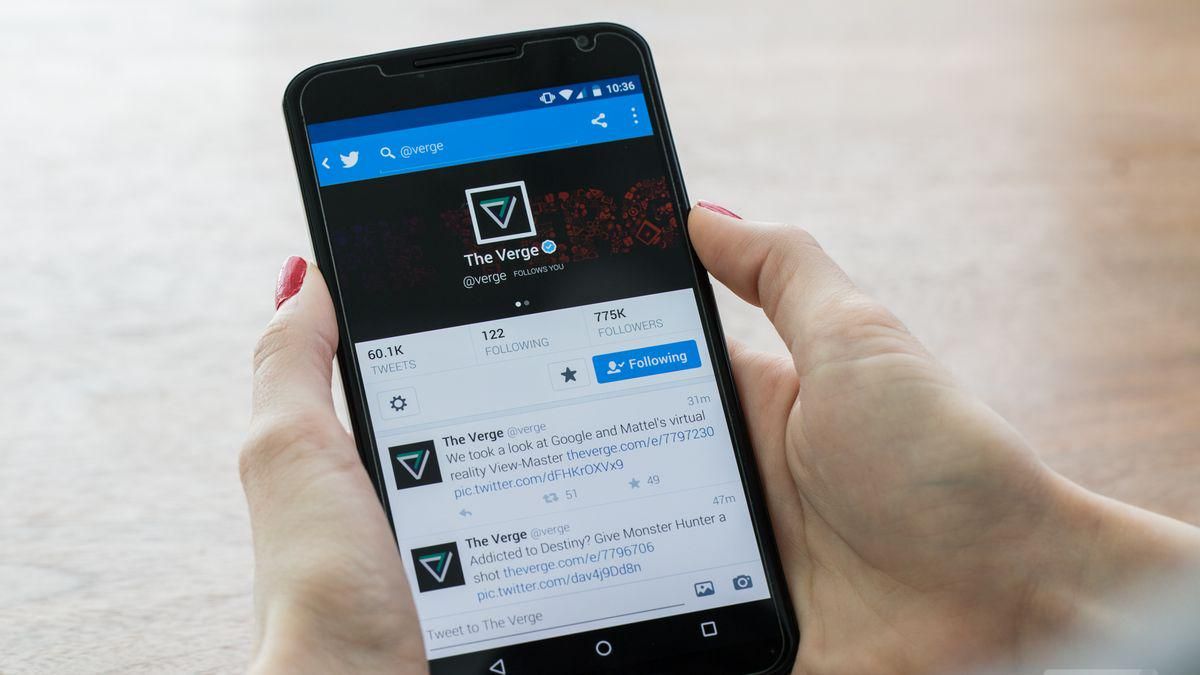 10:36
@verge
The Verge
@verge FOLLOWS YOU
60.1K
TWEETS
122
FOLLOWING
775K
FOLLOWERS
Following
31m
The Verge @verge
We took a look at Google and Mattel's virtual
reality View-Master theverge.com/e/7797230
pic.twitter.com/dFHKrOXVx9
51
49
47m
The Verge @verge
Addicted to Destiny? Give Monster Hunter a
shot theverge.com/e/7796706
pic.twitter.com/dav4j9Dd8n
Tweet to The Verge